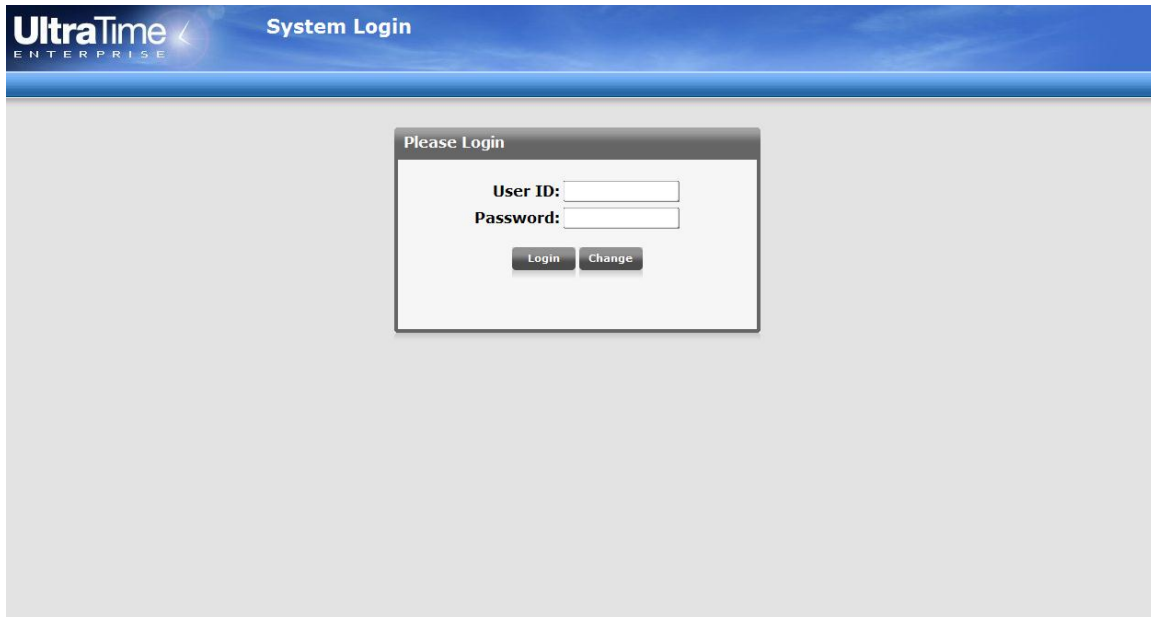 UltraTime
ENTERPRISE
System Login
Please Login
User ID:
Password:
Login Change